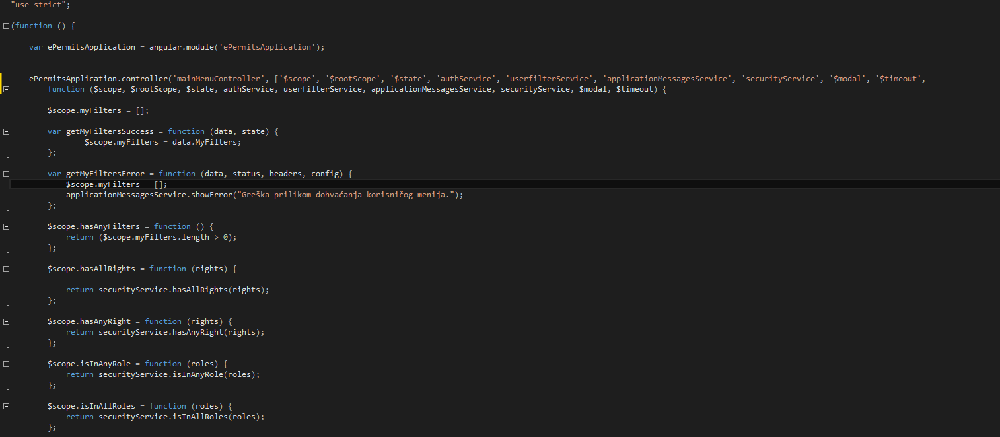 "use strict";
(function () {
var ePermitsApplication = angular.module('ePermitsApplication');
ePermitsApplication.controller('mainMenuController', ['$scope', '$rootScope', '$state', 'authService', 'userfilterService', 'applicationMessagesService', 'securityService', '$modal', '$timeout',
function ($scope, $rootScope, $state, authService, userfilterService, applicationMessagesService, securityService, $modal, $timeout) {
$scope.myFilters = [];
var getMyFiltersSuccess = function (data, state) {
$scope.myFilters = data.MyFilters;
};
var getMyFiltersError = function (data, status, headers, config) {
$scope.myFilters = [];
applicationMessagesService.showError("Greška prilikom dohvaćanja korisničog menija.");
};
$scope.hasAnyFilters = function () {
return ($scope.myFilters.length > 0);
};
$scope.hasAllRights = function (rights) {
return securityService.hasAllRights(rights);
};
$scope.hasAnyRight = function (rights) {
return securityService.hasAnyRight(rights);
};
$scope.isInAnyRole = function (roles) {
return securityService.isInAnyRole(roles);
};
$scope.isInAllRoles = function (roles) {
return securityService.isInAllRoles(roles);
};